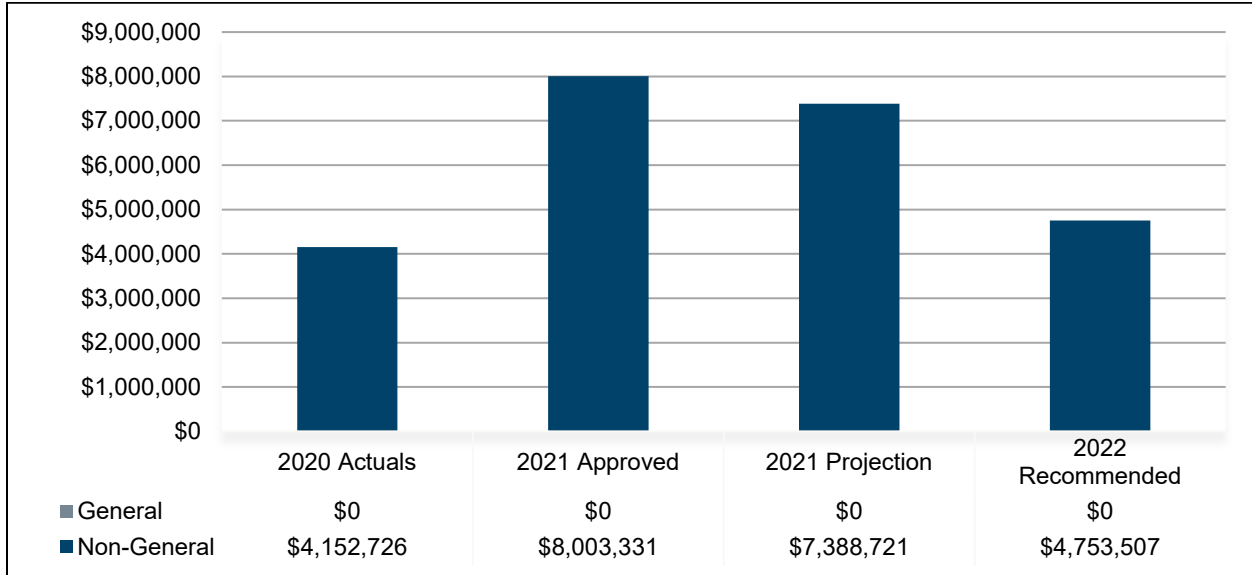 $9,000,000
$8,000,000
$7,000,000
$6,000,000
$5,000,000
$4,000,000
$3,000,000
$2,000,000
$1,000,000
$0
2020 Actuals 2021 Approved 2021 Projection 2022
Recommended
General $0 $0 $0 $0
Non-General $4,152,726 $8,003,331 $7,388,721 $4,753,507